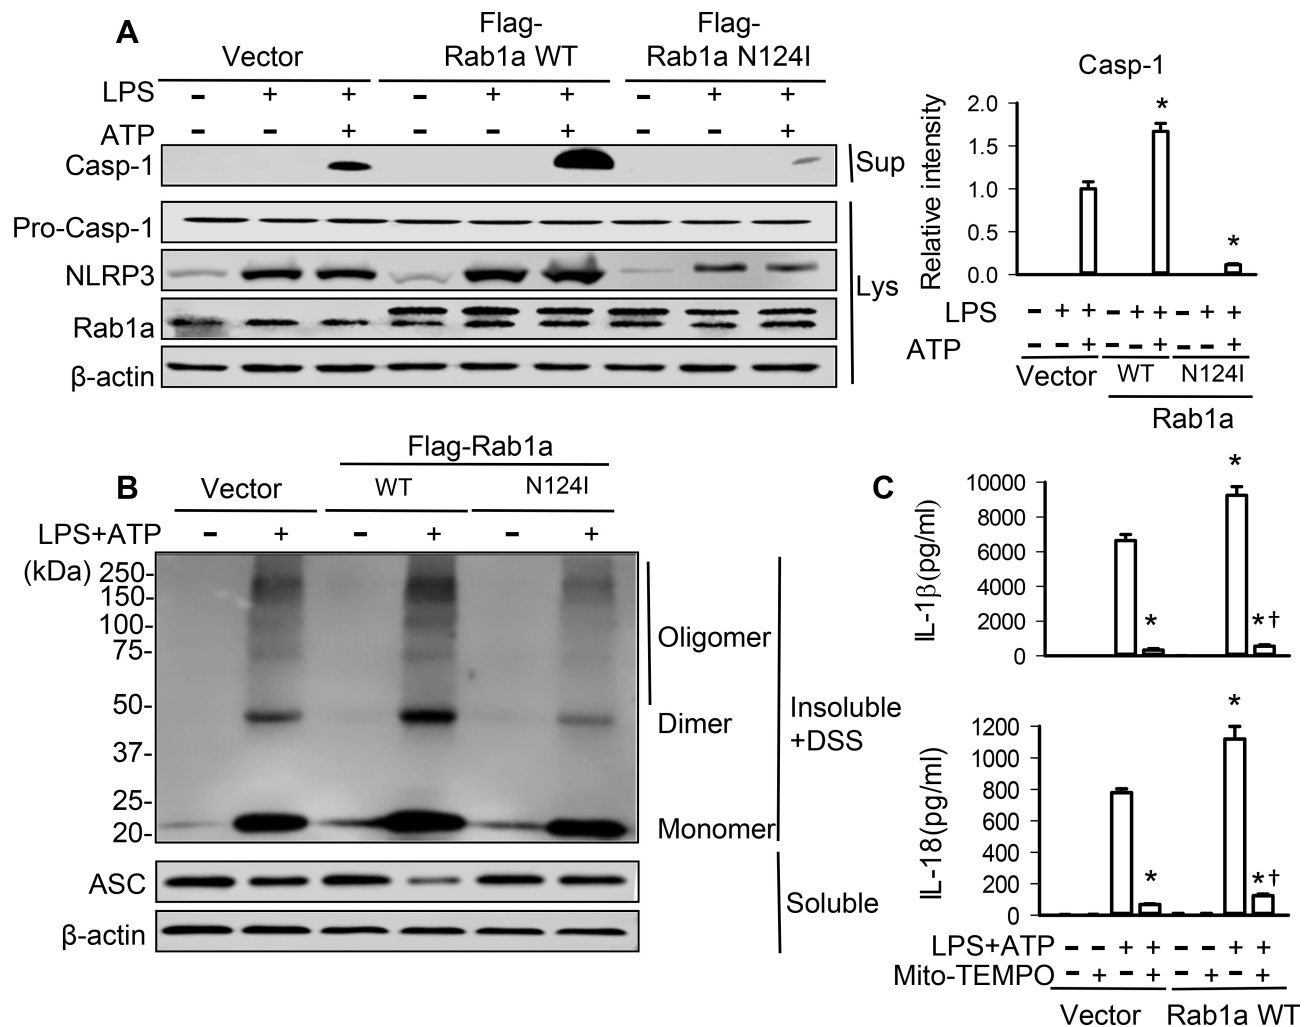 A
Vector
Flag-
Rab1a WT
Flag-
Rab1a N124I
LPS - + + - + + - + +
ATP - - + - - + - - +
Casp-1
Sup
Pro-Casp-1
NLRP3
Rab1a
β-actin
Lys
Casp-1
Relative intensity
2.0
1.5
1.0
0.5
0.0
*
*
LPS - + + - + + - + +
ATP - - + - - + - - +
Vector WT N124I
Rab1a
B
Flag-Rab1a
Vector WT N124I
LPS+ATP - + - + - +
(kDa)
250-
150-
100-
75-
50-
37-
25-
20-
Oligomer
Dimer
Monomer
Insoluble
+DSS
ASC
β-actin
Soluble
C
IL-1β(pg/ml)
10000
8000
6000
4000
2000
0
*
*
*†
IL-18(pg/ml)
1200
1000
800
600
400
200
0
*
*
*†
LPS+ATP - - + + - - + +
Mito-TEMPO - + - + - + - +
Vector Rab1a WT